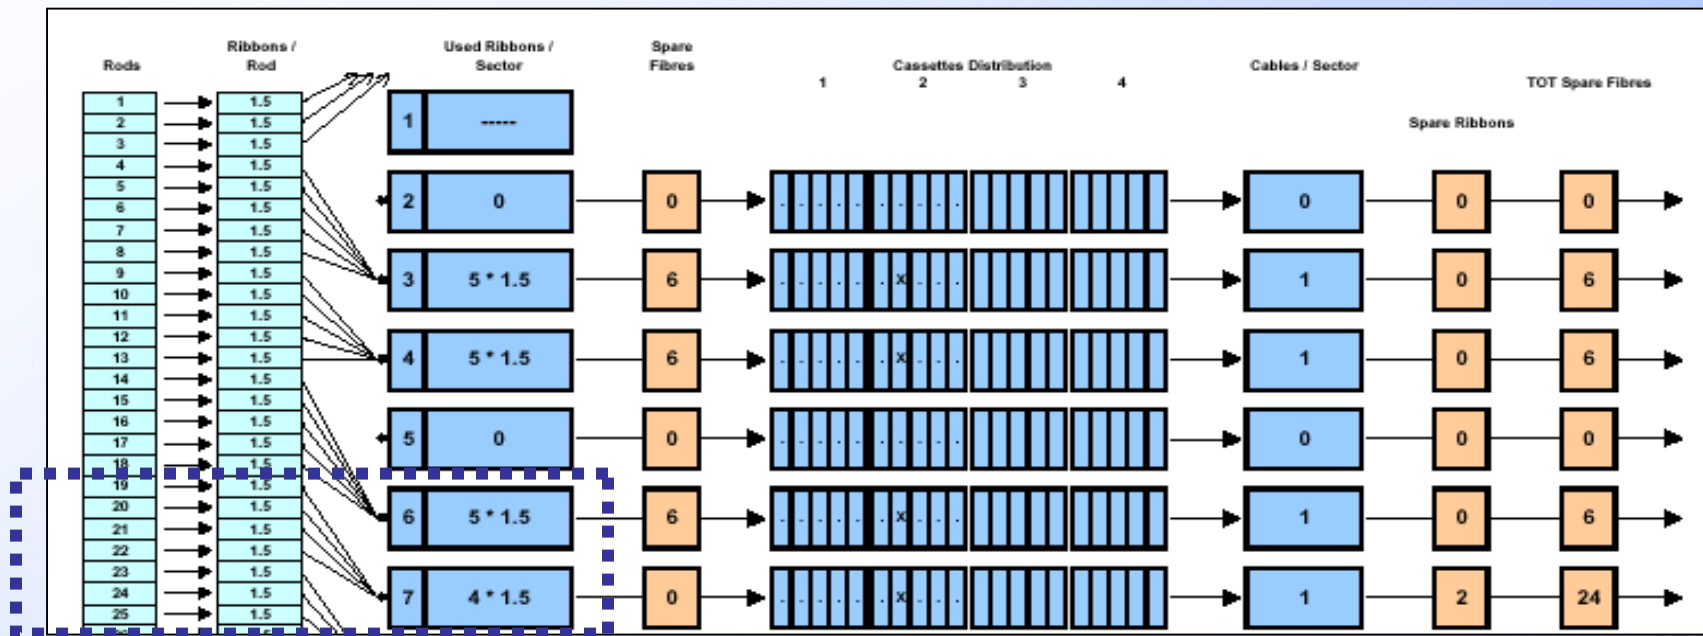 Rods
Ribbons /
Rod
Used Ribbons /
Sector
Spare
Fibres
Cassettes Distribution
1 2 3 4
Cables / Sector
Spare Ribbons
TOT Spare Fibres
1 1.5
2 1.5
3 1.5
4 1.5
5 1.5
6 1.5
7 1.5
8 1.5
9 1.5
10 1.5
11 1.5
12 1.5
13 1.5
14 1.5
15 1.5
16 1.5
17 1.5
18 1.5
19 1.5
20 1.5
21 1.5
22 1.5
23 1.5
24 1.5
25 1.5
1 -----
2 0 0 . . . . . . . . . . 0 0 0
3 5 * 1.5 6 . . . . . . x . . . 1 0 6
4 5 * 1.5 6 . . . . . . x . . . 1 0 6
5 0 0 . . . . . . . . . . 0 0 0
6 5 * 1.5 6 . . . . . . x . . . 1 0 6
7 4 * 1.5 0 . . . . . . x . . . 1 2 24